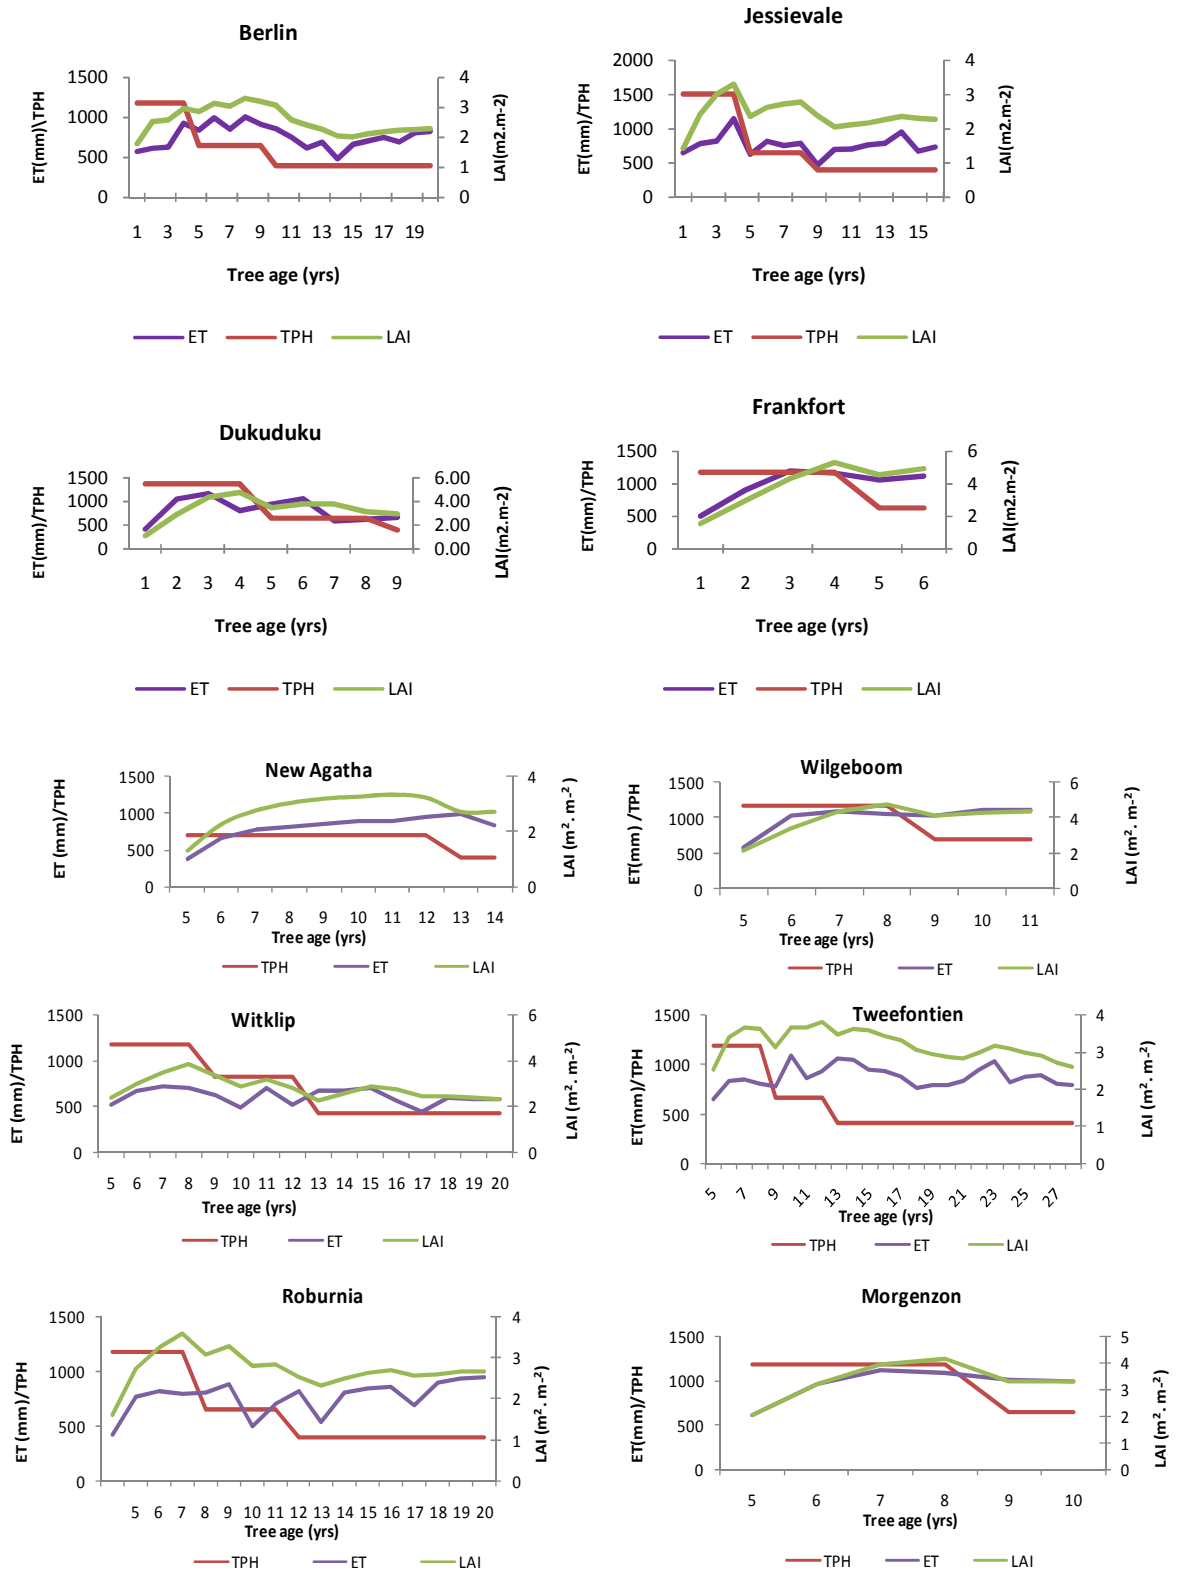 Berlin
1500
1000
500
0
ET(mm)\TPH
4
3
2
1
0
LAI(m2.m-2)
1 3 5 7 9 11 13 15 17 19
Tree age (yrs)
ET TPH LAI
Jessievale
2000
1500
1000
500
0
ET(mm)/TPH
4
3
2
1
0
LAI(m2.m-2)
1 3 5 7 9 11 13 15
Tree age (yrs)
ET TPH LAI
Dukuduku
1500
1000
500
0
ET(mm)/TPH
6.00
4.00
2.00
0.00
LAI(m2.m-2)
1 2 3 4 5 6 7 8 9
Tree age (yrs)
ET TPH LAI
Frankfort
1500
1000
500
0
ET(mm)/TPH
6
4
2
0
LAI(m2.m-2)
1 2 3 4 5 6
Tree age (yrs)
ET TPH LAI
New Agatha
1500
1000
500
0
ET (mm)/TPH
4
2
0
LAI (m². m⁻²)
5 6 7 8 9 10 11 12 13 14
Tree age (yrs)
TPH ET LAI
Wilgeboom
1500
1000
500
0
ET(mm) /TPH
6
4
2
0
LAI (m². m⁻²)
5 6 7 8 9 10 11
Tree age (yrs)
TPH ET LAI
Witklip
1500
1000
500
0
ET (mm)/TPH
6
4
2
0
LAI (m². m⁻²)
5 6 7 8 9 10 11 12 13 14 15 16 17 18 19 20
Tree age (yrs)
TPH ET LAI
Tweefontien
1500
1000
500
0
ET(mm)/TPH
4
3
2
1
0
LAI (m². m⁻²)
5 7 9 11 13 15 17 19 21 23 25 27
Tree age (yrs)
TPH ET LAI
Roburnia
1500
1000
500
0
ET (mm)/TPH
4
3
2
1
0
LAI (m². m⁻²)
5 6 7 8 9 10 11 12 13 14 15 16 17 18 19 20
Tree age (yrs)
TPH ET LAI
Morgenzon
1500
1000
500
0
ET(mm)/TPH
5
4
3
2
1
0
LAI (m². m⁻²)
5 6 7 8 9 10
Tree age (yrs)
TPH ET LAI